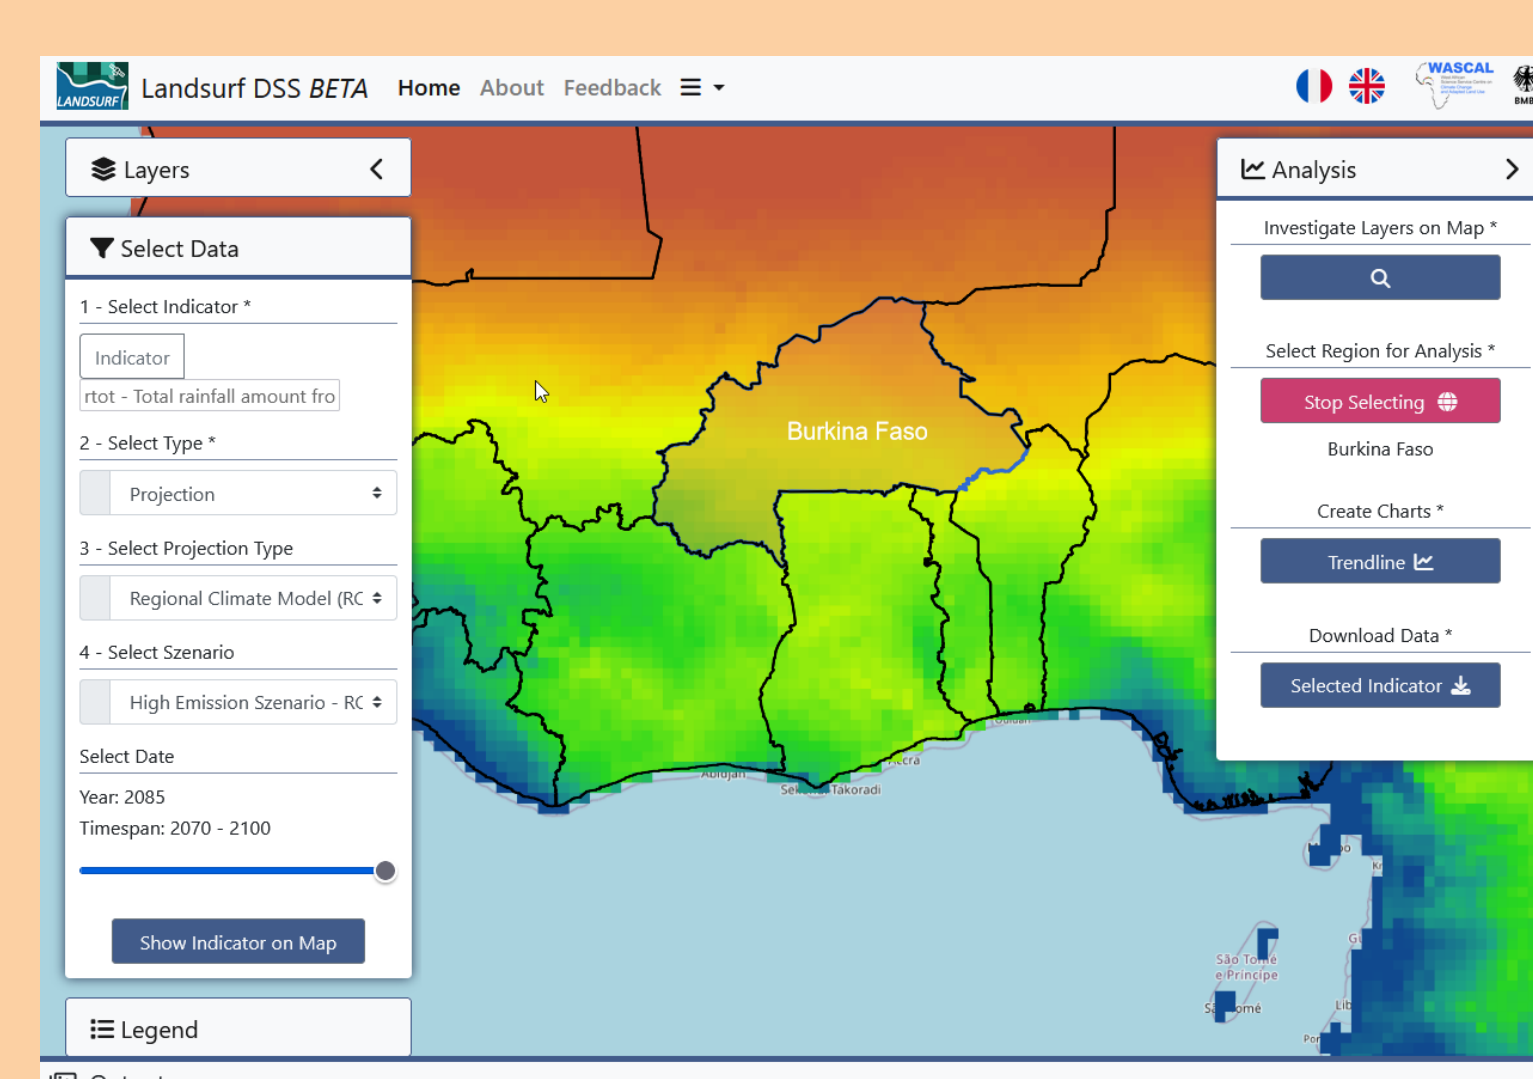 LANDSURF
Landsurf DSS BETA
Home
About
Feedback
WASCAL
Layers
Select Data
1 - Select Indicator *
Indicator
rtot - Total rainfall amount fro
2 - Select Type *
Projection
3 - Select Projection Type
Regional Climate Model (RC
4 - Select Szenario
High Emission Szenario - RC
Select Date
Year: 2085
Timespan: 2070 - 2100
Show Indicator on Map
Legend
Burkina Faso
Abidjan
Takoradi
São Tomé
e Príncipe
Analysis
Investigate Layers on Map *
Select Region for Analysis *
Stop Selecting
Burkina Faso
Create Charts *
Trendline
Download Data *
Selected Indicator